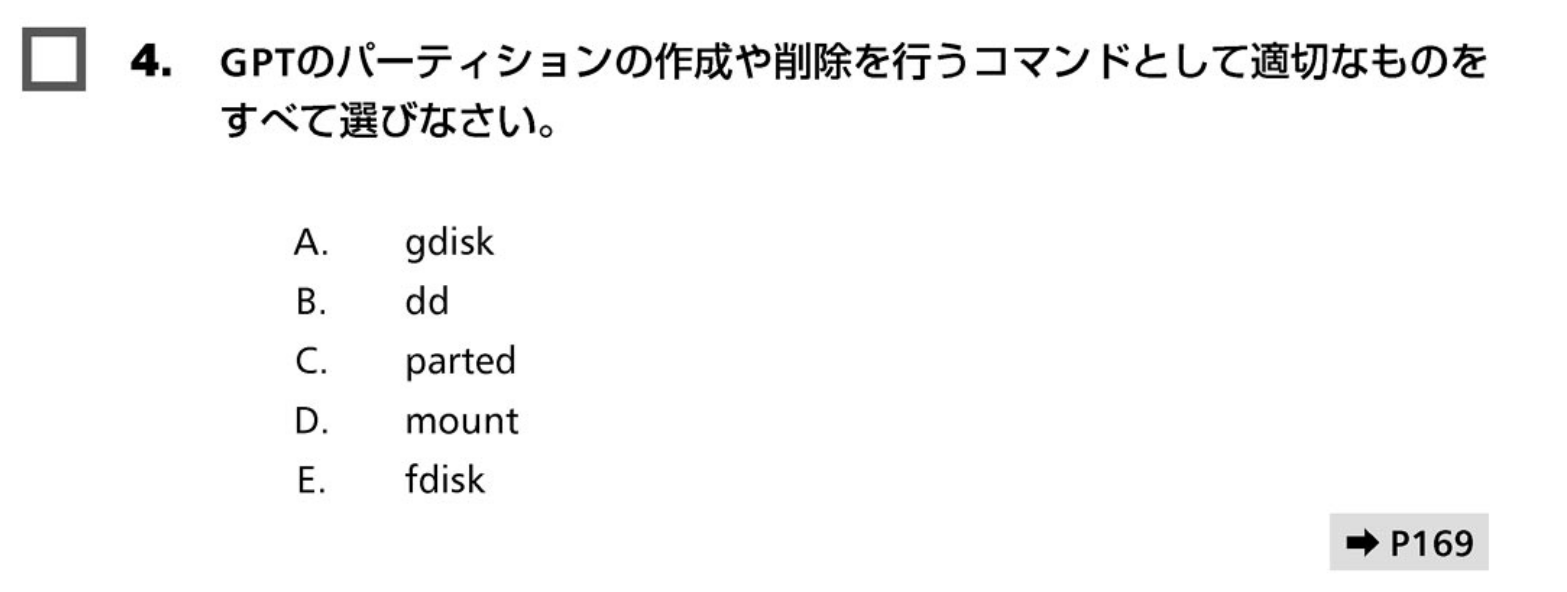 4. GPTのパーティションの作成や削除を行うコマンドとして適切なものを
すべて選びなさい。
A. gdisk
B. dd
C. parted
D. mount
E. fdisk
➡ P169